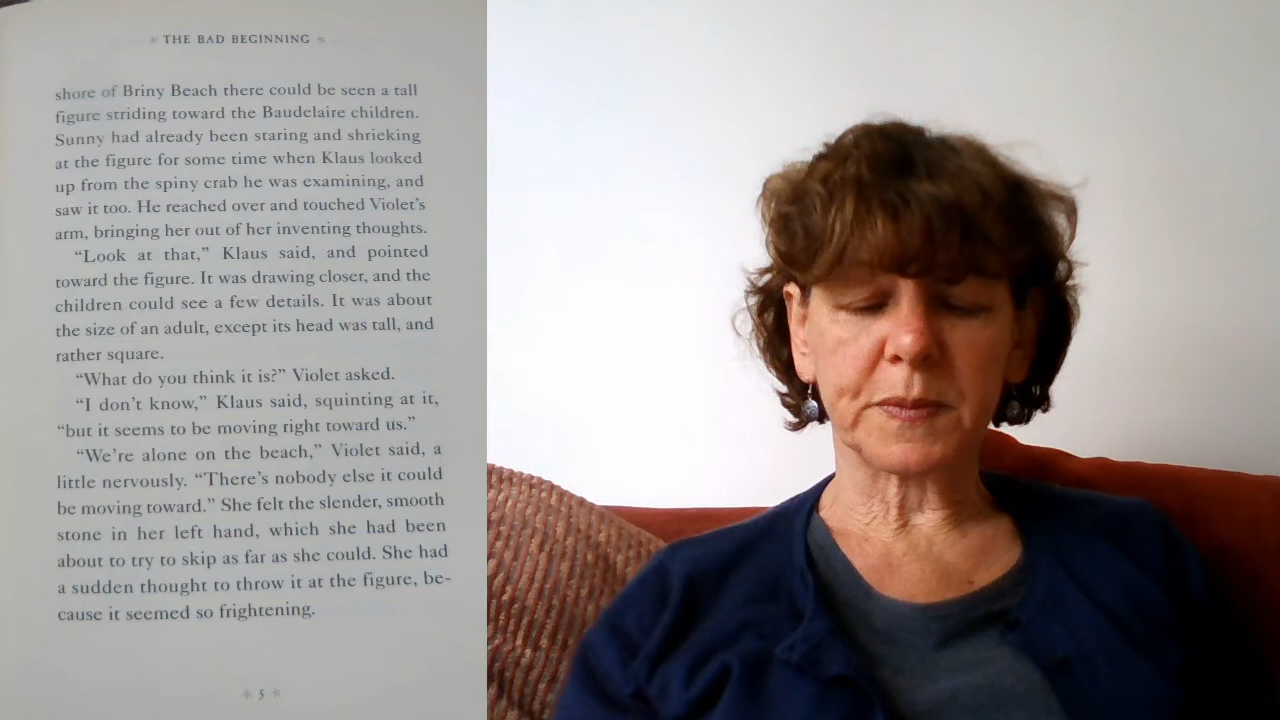 THE BAD BEGINNING
shore of Briny Beach there could be seen a tall
figure striding toward the Baudelaire children.
Sunny had already been staring and shrieking
at the figure for some time when Klaus looked
up from the spiny crab he was examining, and
saw it too. He reached over and touched Violet’s
arm, bringing her out of her inventing thoughts.
“Look at that,” Klaus said, and pointed
toward the figure. It was drawing closer, and the
children could see a few details. It was about
the size of an adult, except its head was tall, and
rather square.
“What do you think it is?” Violet asked.
“I don’t know,” Klaus said, squinting at it,
“but it seems to be moving right toward us.”
“We’re alone on the beach,” Violet said, a
little nervously. “There’s nobody else it could
be moving toward.” She felt the slender, smooth
stone in her left hand, which she had been
about to try to skip as far as she could. She had
a sudden thought to throw it at the figure, be-
cause it seemed so frightening.
5